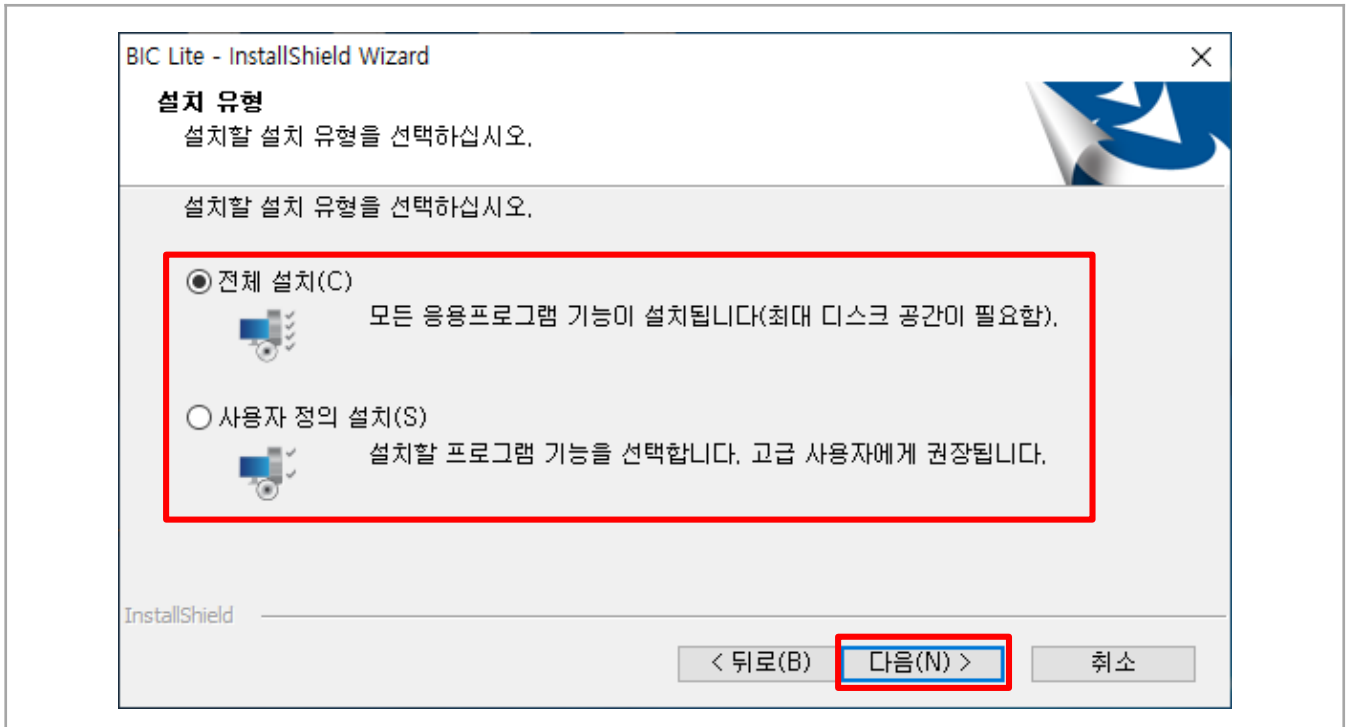 BIC Lite - InstallShield Wizard
설치 유형
설치할 설치 유형을 선택하십시오.
설치할 설치 유형을 선택하십시오.
전체 설치(C)
모든 응용프로그램 기능이 설치됩니다(최대 디스크 공간이 필요함).
사용자 정의 설치(S)
설치할 프로그램 기능을 선택합니다. 고급 사용자에게 권장됩니다.
InstallShield
< 뒤로(B) 다음(N) > 취소